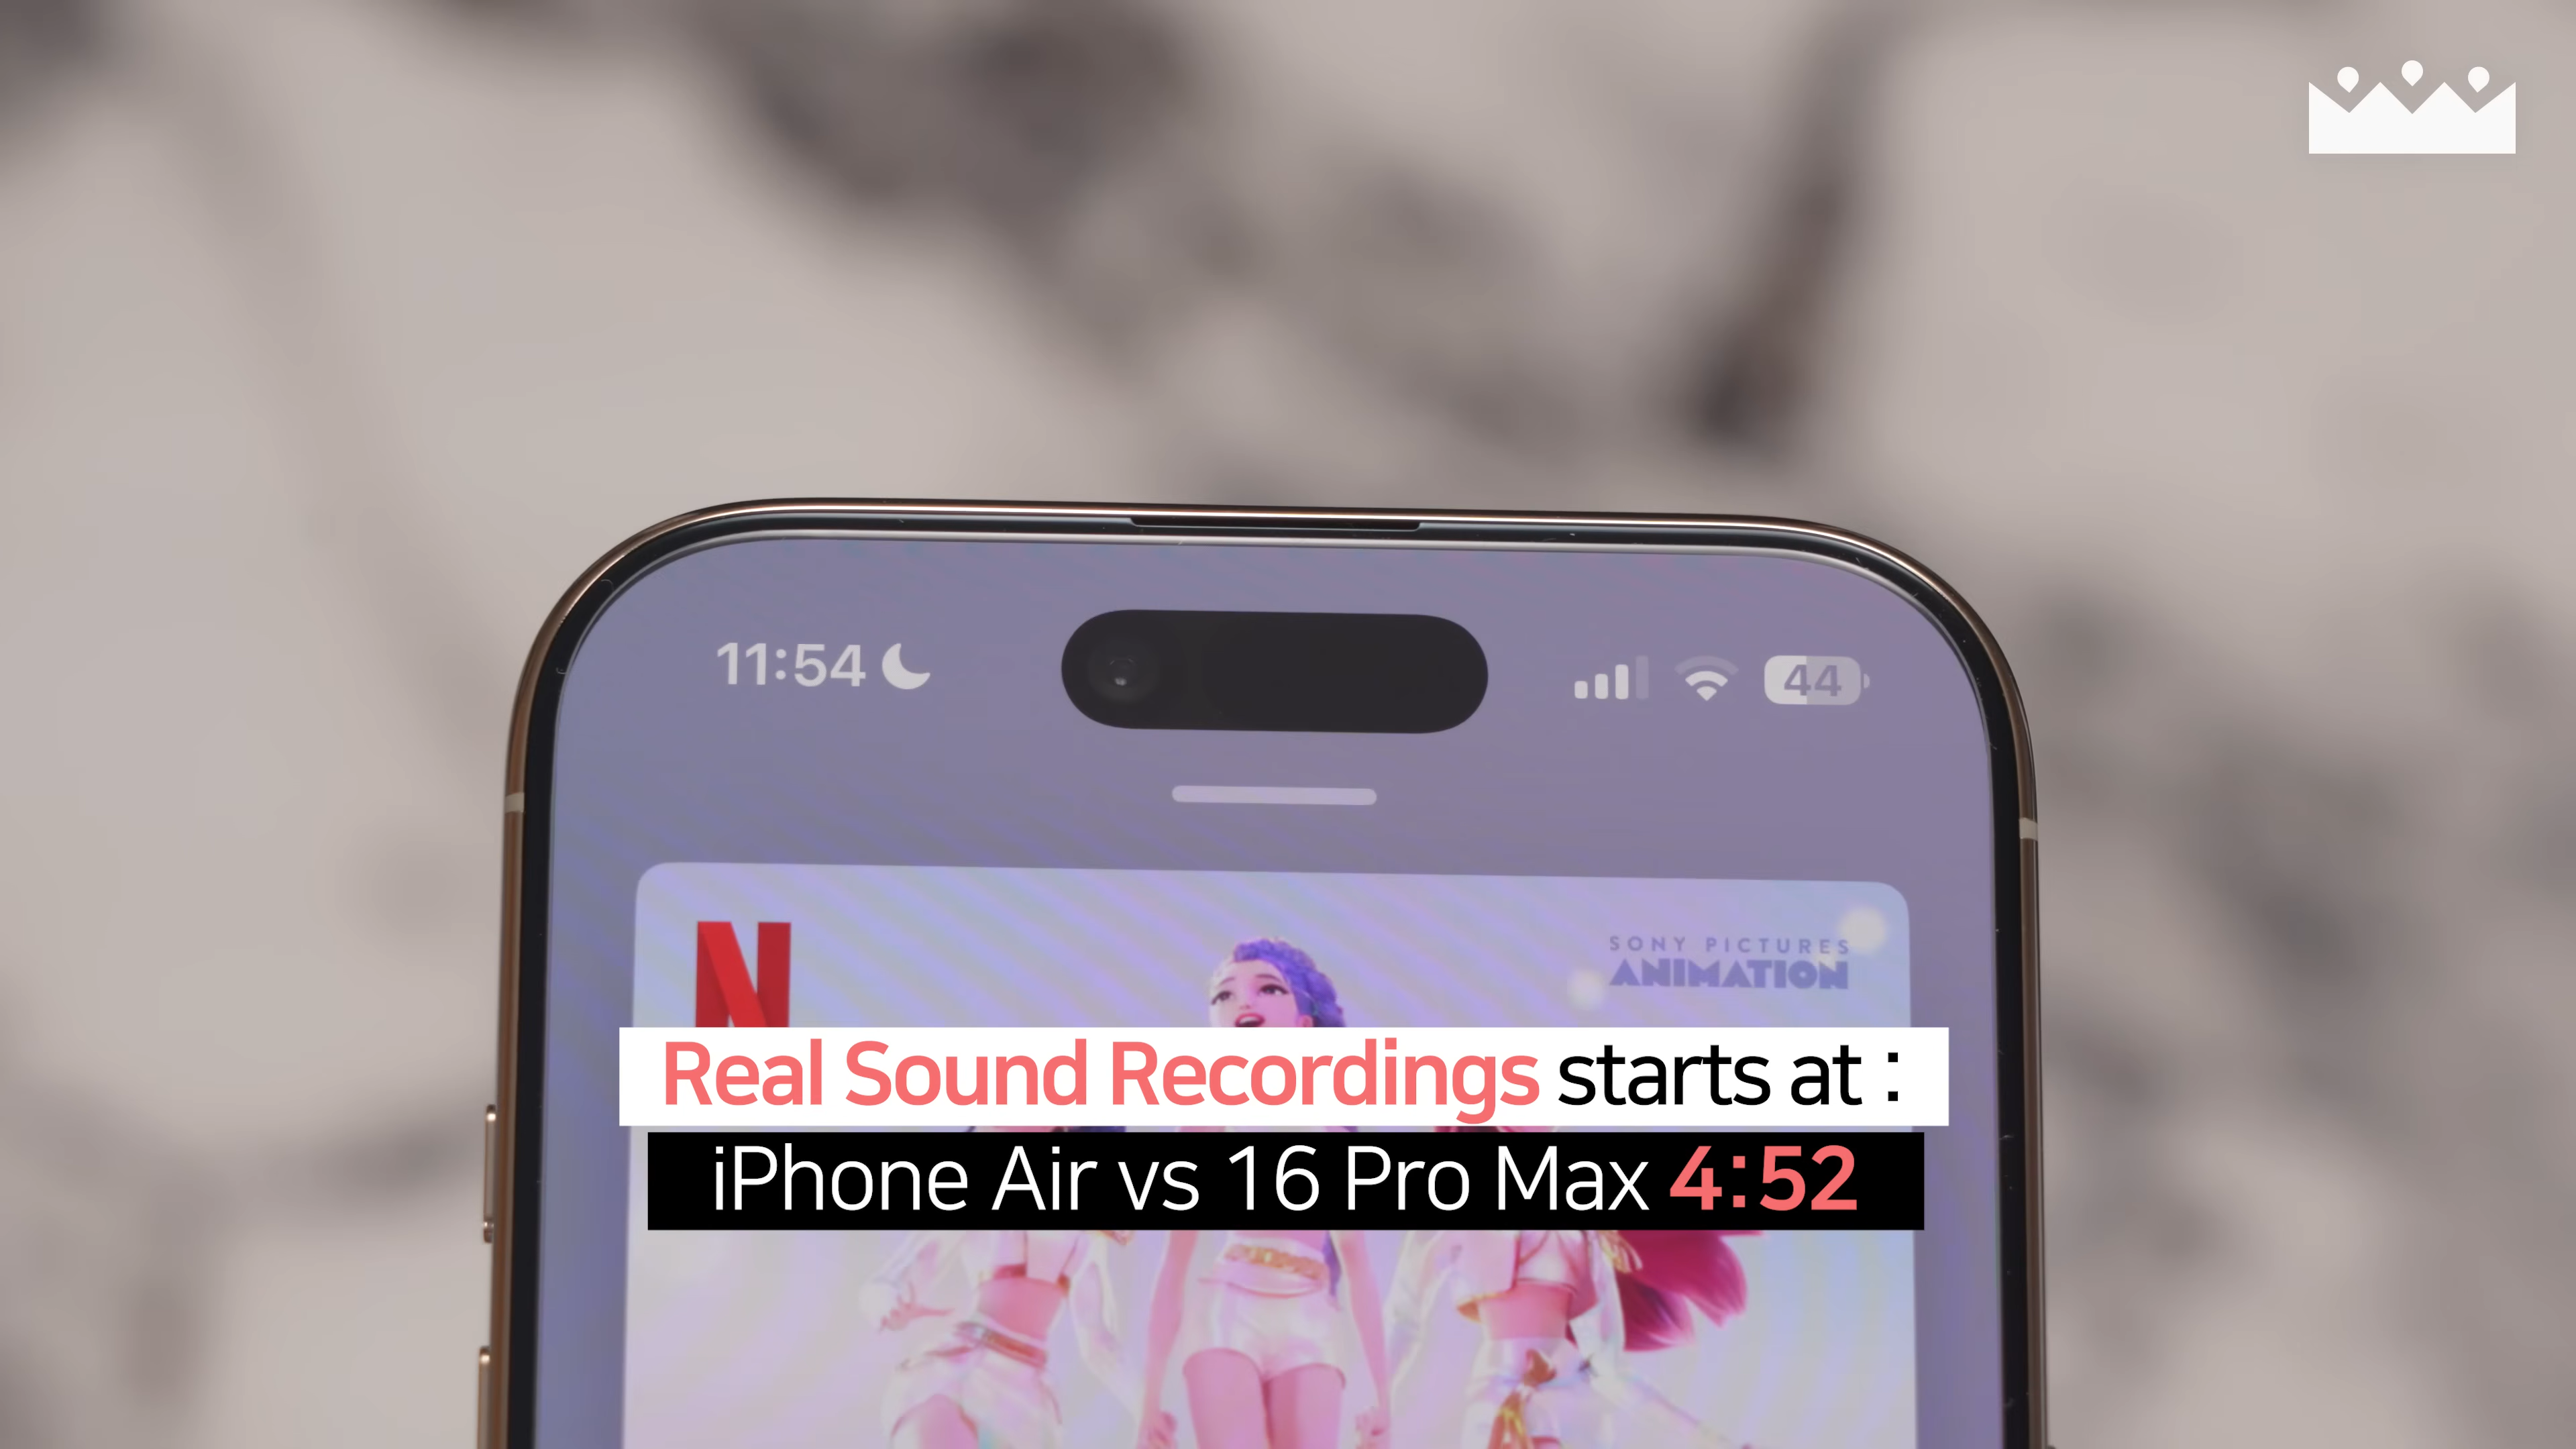 11:54
44
N
SONY PICTURES
ANIMATION
Real Sound Recordings starts at :
iPhone Air vs 16 Pro Max 4:52